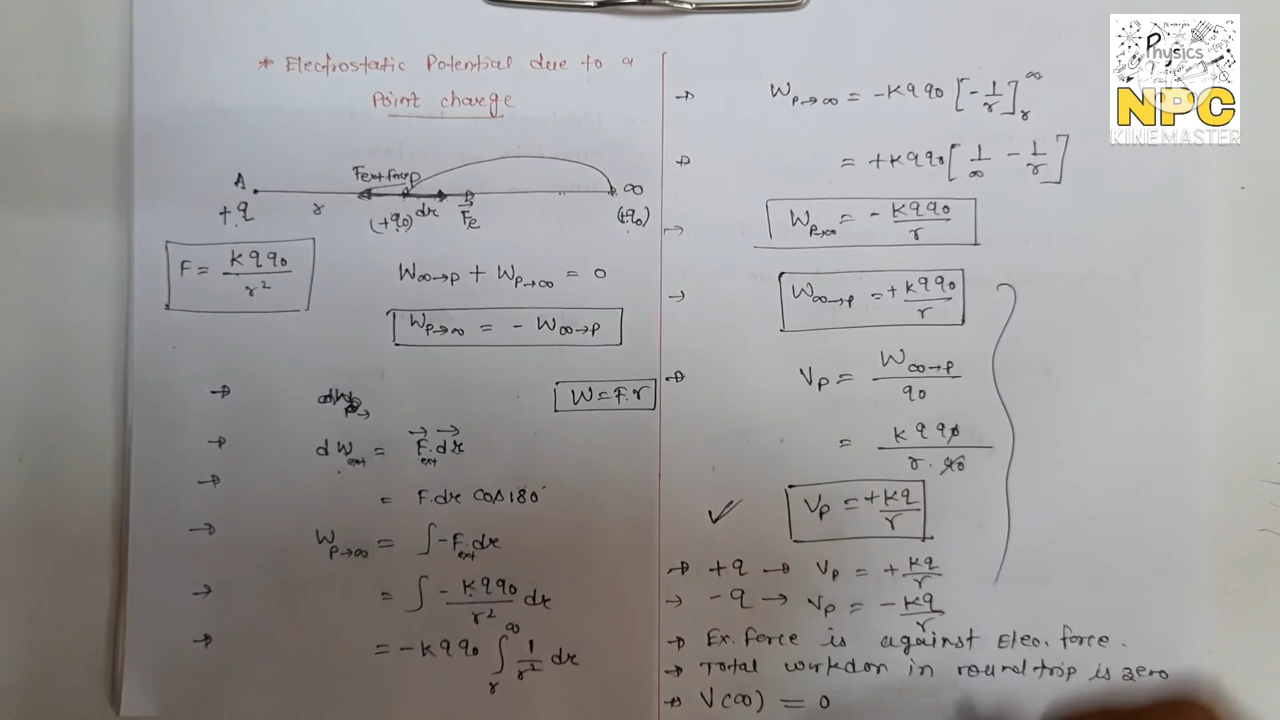 * Electrostatic Potential due to a
Point charge
A
Fext force P
∞
+q
r
(+q₀)
dr
F⃗e
(+q₀)
F = Kqq₀/r²
W∞→P + WP→∞ = 0
WP→∞ = - W∞→P
W = F.r
→ dWext = F⃗ext.dr⃗
→ = F.dr cos180°
→ WP→∞ = ∫-Fext.dr
→ = ∫ - Kqq₀/r² dr
→ = -Kqq₀ ∫r∞ 1/r² dr
→ WP→∞ = -Kqq₀ [-1/r]r∞
→ = +Kqq₀ [1/∞ - 1/r]
→ WP→∞ = - Kqq₀/r
→ W∞→P = + Kqq₀/r
→ VP = W∞→P/q₀
= Kqq₀/r.q₀
✓ VP = + Kq/r
→ +q → VP = + Kq/r
→ -q → VP = - Kq/r
→ Ex. force is against Elec. force.
→ Total workdon in round trip is zero
→ V(∞) = 0
Physics
NPC
KINEMASTER